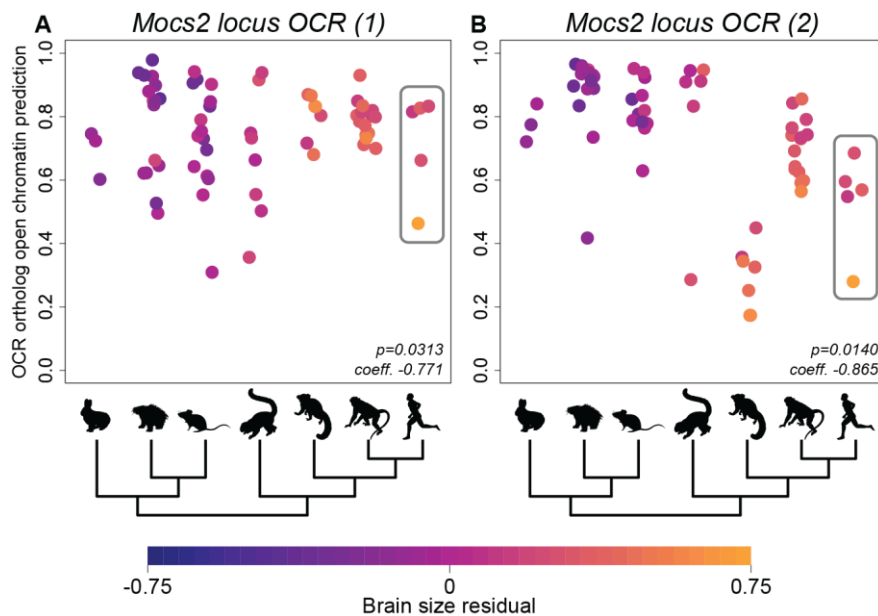 A
Mocs2 locus OCR (1)
B
Mocs2 locus OCR (2)
OCR ortholog open chromatin prediction
1.0
0.8
0.6
0.4
0.2
0.0
p=0.0313
coeff. -0.771
1.0
0.8
0.6
0.4
0.2
0.0
p=0.0140
coeff. -0.865
-0.75
0
0.75
Brain size residual